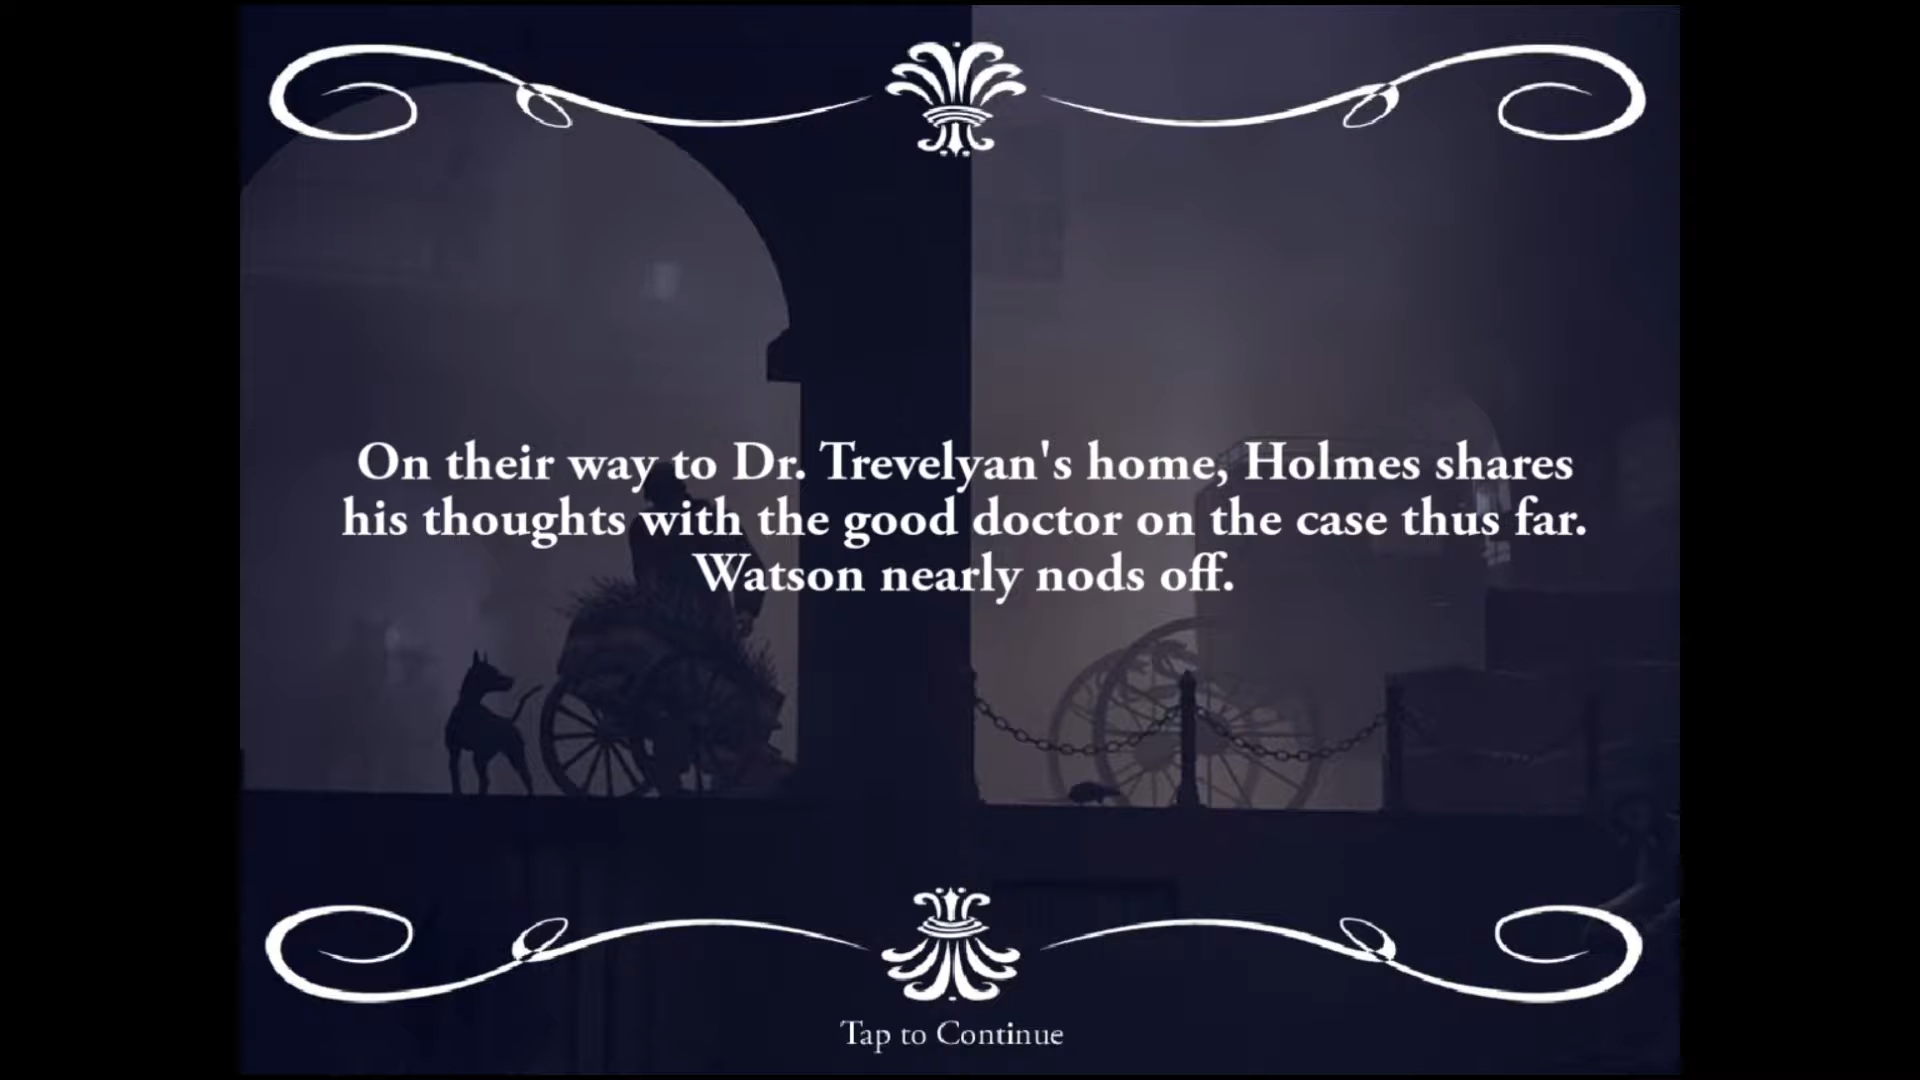 On their way to Dr. Trevelyan's home, Holmes shares
his thoughts with the good doctor on the case thus far.
Watson nearly nods off.
Tap to Continue